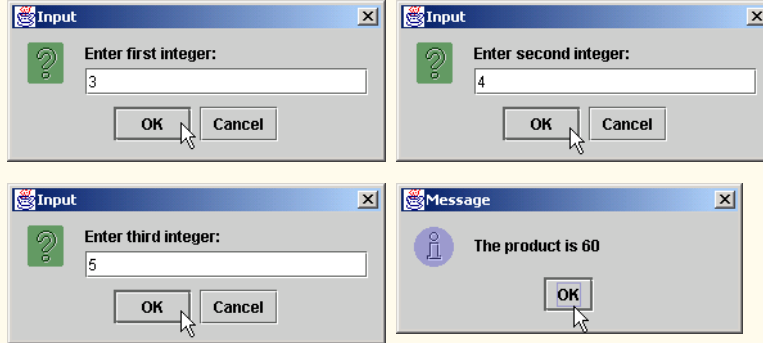 Input
Enter first integer:
3
OK
Cancel
Input
Enter second integer:
4
OK
Cancel
Input
Enter third integer:
5
OK
Cancel
Message
The product is 60
OK